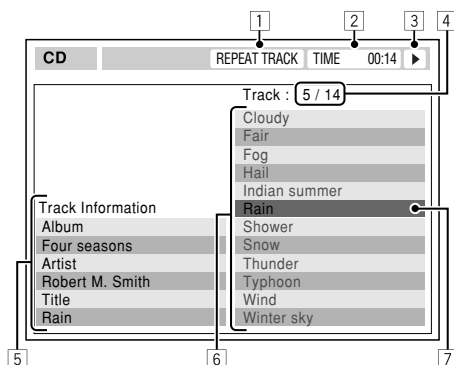 1 2 3 4
CD REPEAT TRACK TIME 00:14
Track : 5 / 14
Cloudy
Fair
Fog
Hail
Indian summer
Track Information Rain
Album Shower
Four seasons Snow
Artist Thunder
Robert M. Smith Typhoon
Title Wind
Rain Winter sky
5 6 7